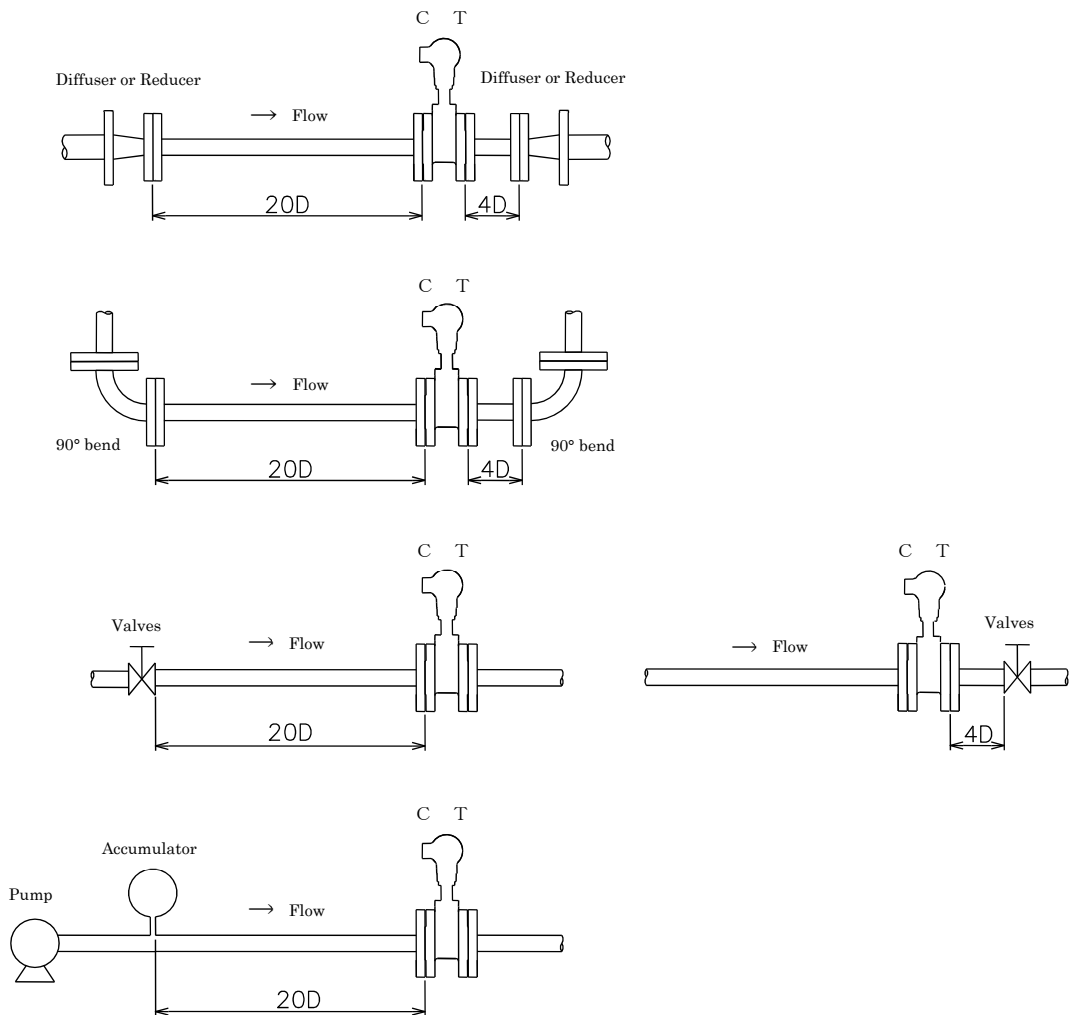 C T
Diffuser or Reducer
Diffuser or Reducer
→ Flow
20D
4D
C T
→ Flow
90° bend
90° bend
20D
4D
C T
Valves
→ Flow
20D
C T
Valves
→ Flow
4D
C T
Accumulator
Pump
→ Flow
20D